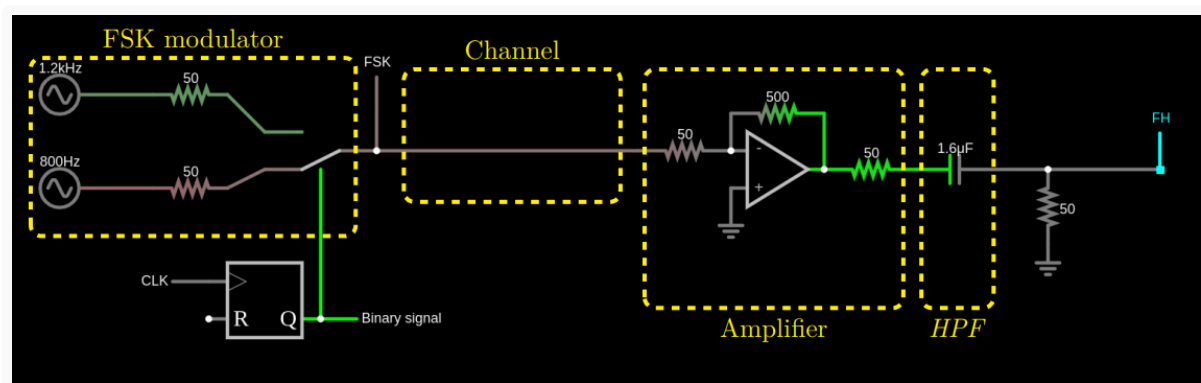 FSK modulator
Channel
1.2kHz
50
FSK
500
50
50
1.6µF
FH
800Hz
50
-
+
50
CLK
R
Q
Binary signal
Amplifier
HPF